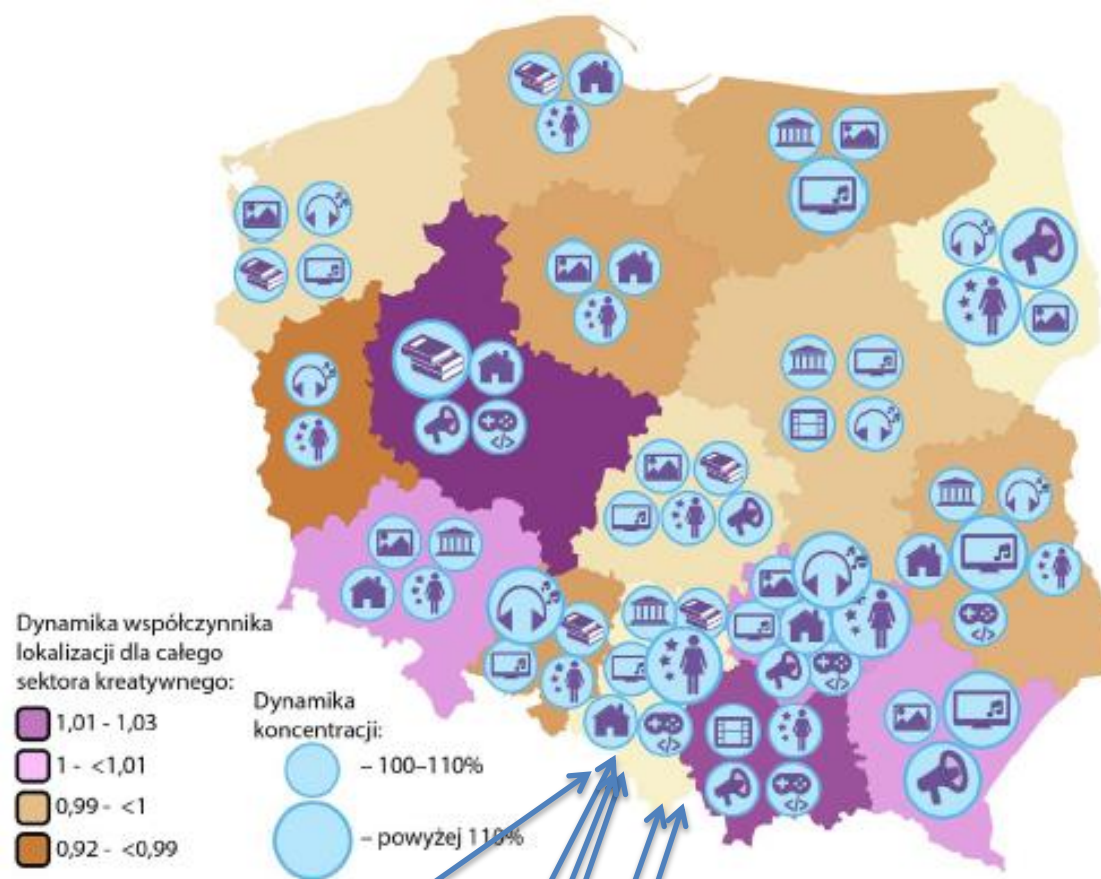 Dynamika współczynnika
lokalizacji dla całego
sektora kreatywnego:
1,01 - 1,03
1 - <1,01
0,99 - <1
0,92 - <0,99
Dynamika
koncentracji:
– 100–110%
– powyżej 110%